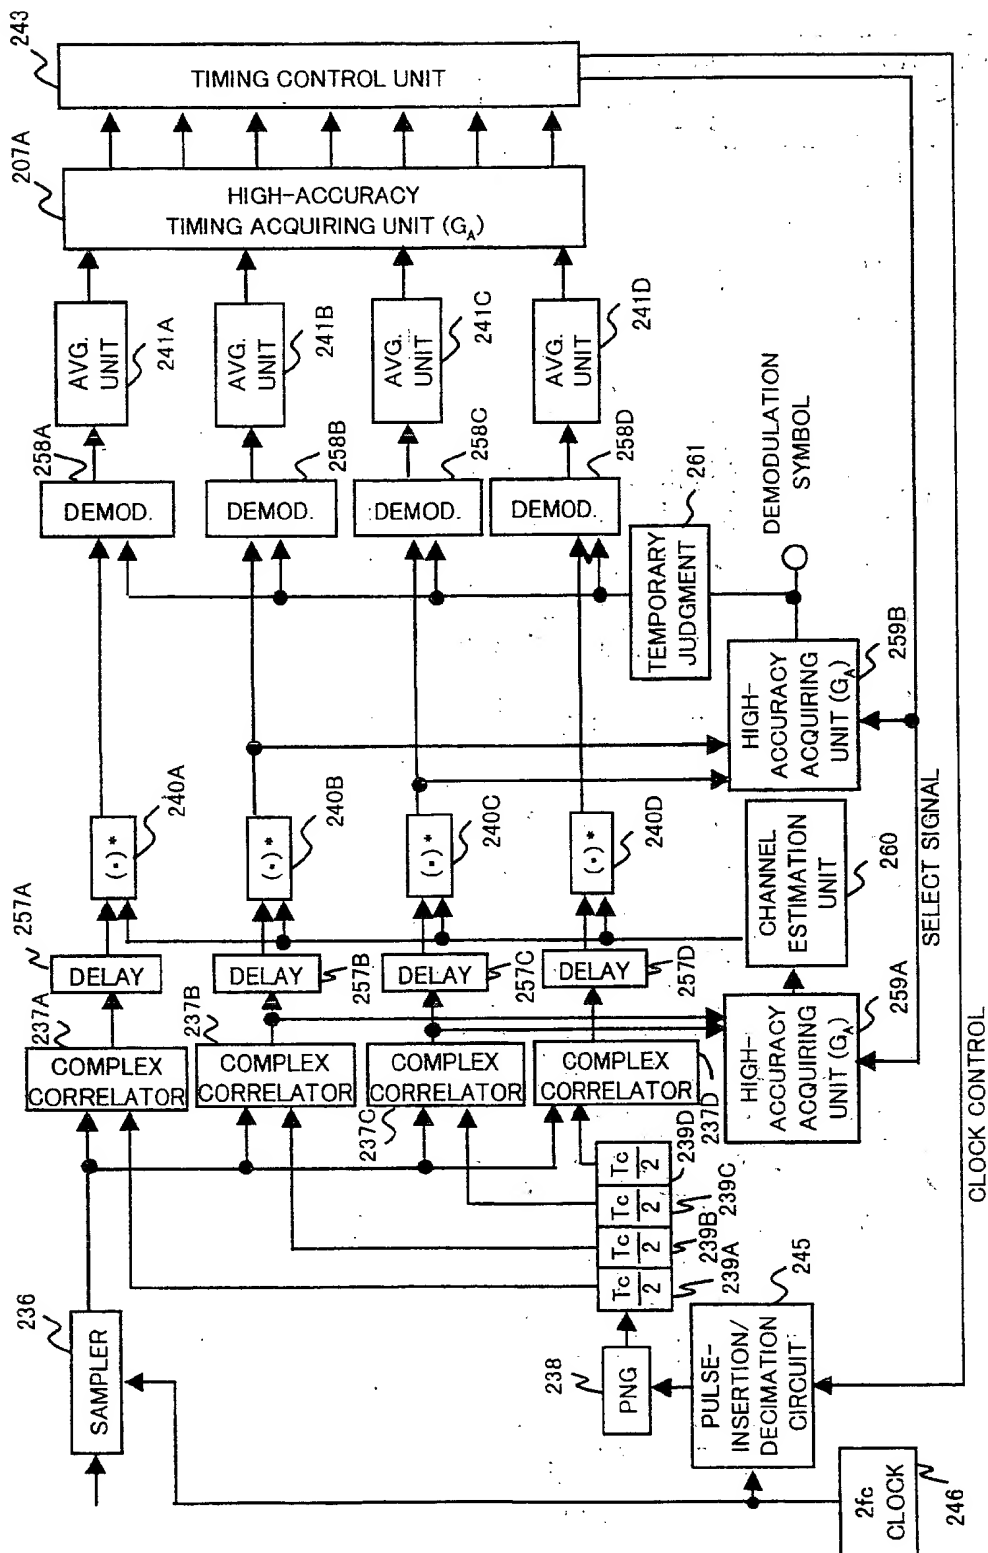 243
TIMING CONTROL UNIT
207A
HIGH-ACCURACY
TIMING ACQUIRING UNIT (GA)
AVG.
UNIT
241A
AVG.
UNIT
241B
AVG.
UNIT
241C
AVG.
UNIT
241D
258A
DEMOD.
258B
DEMOD.
258C
DEMOD.
258D
DEMOD.
261
TEMPORARY
JUDGMENT
DEMODULATION
SYMBOL
HIGH-
ACCURACY
ACQUIRING
UNIT (GA)
259B
(・)*
240A
(・)*
240B
(・)*
240C
(・)*
240D
CHANNEL
ESTIMATION
UNIT
260
257A
DELAY
DELAY
257B
DELAY
257C
DELAY
257D
HIGH-
ACCURACY
ACQUIRING
UNIT (GA)
259A
SELECT SIGNAL
237A
COMPLEX
CORRELATOR
237B
COMPLEX
CORRELATOR
COMPLEX
CORRELATOR
237C
COMPLEX
CORRELATOR
237D
Tc
2
239D
Tc
2
239C
Tc
2
239B
Tc
2
239A
CLOCK CONTROL
236
SAMPLER
238
PNG
PULSE-
INSERTION/
DECIMATION
CIRCUIT
245
2fc
CLOCK
246